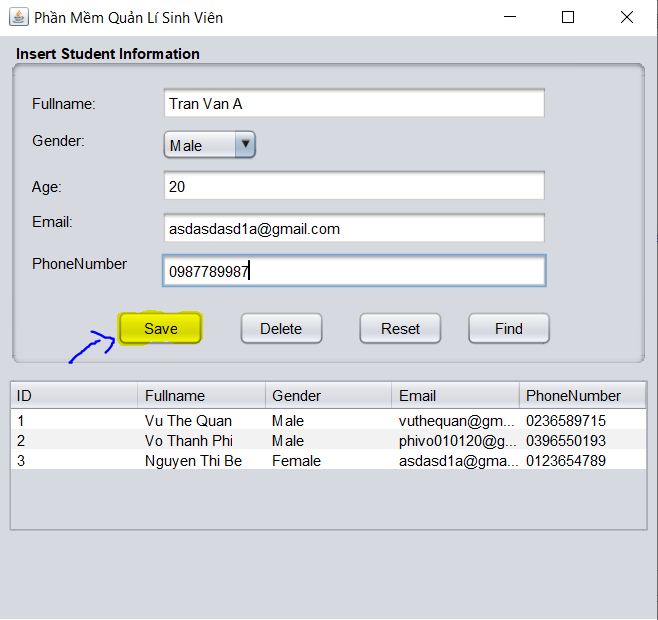 Phần Mềm Quản Lí Sinh Viên
Insert Student Information
Fullname: Tran Van A
Gender: Male
Age: 20
Email: asdasdasd1a@gmail.com
PhoneNumber 0987789987
Save Delete Reset Find
ID Fullname Gender Email PhoneNumber
1 Vu The Quan Male vuthequan@gm... 0236589715
2 Vo Thanh Phi Male phivo010120@g... 0396550193
3 Nguyen Thi Be Female asdasd1a@gma... 0123654789